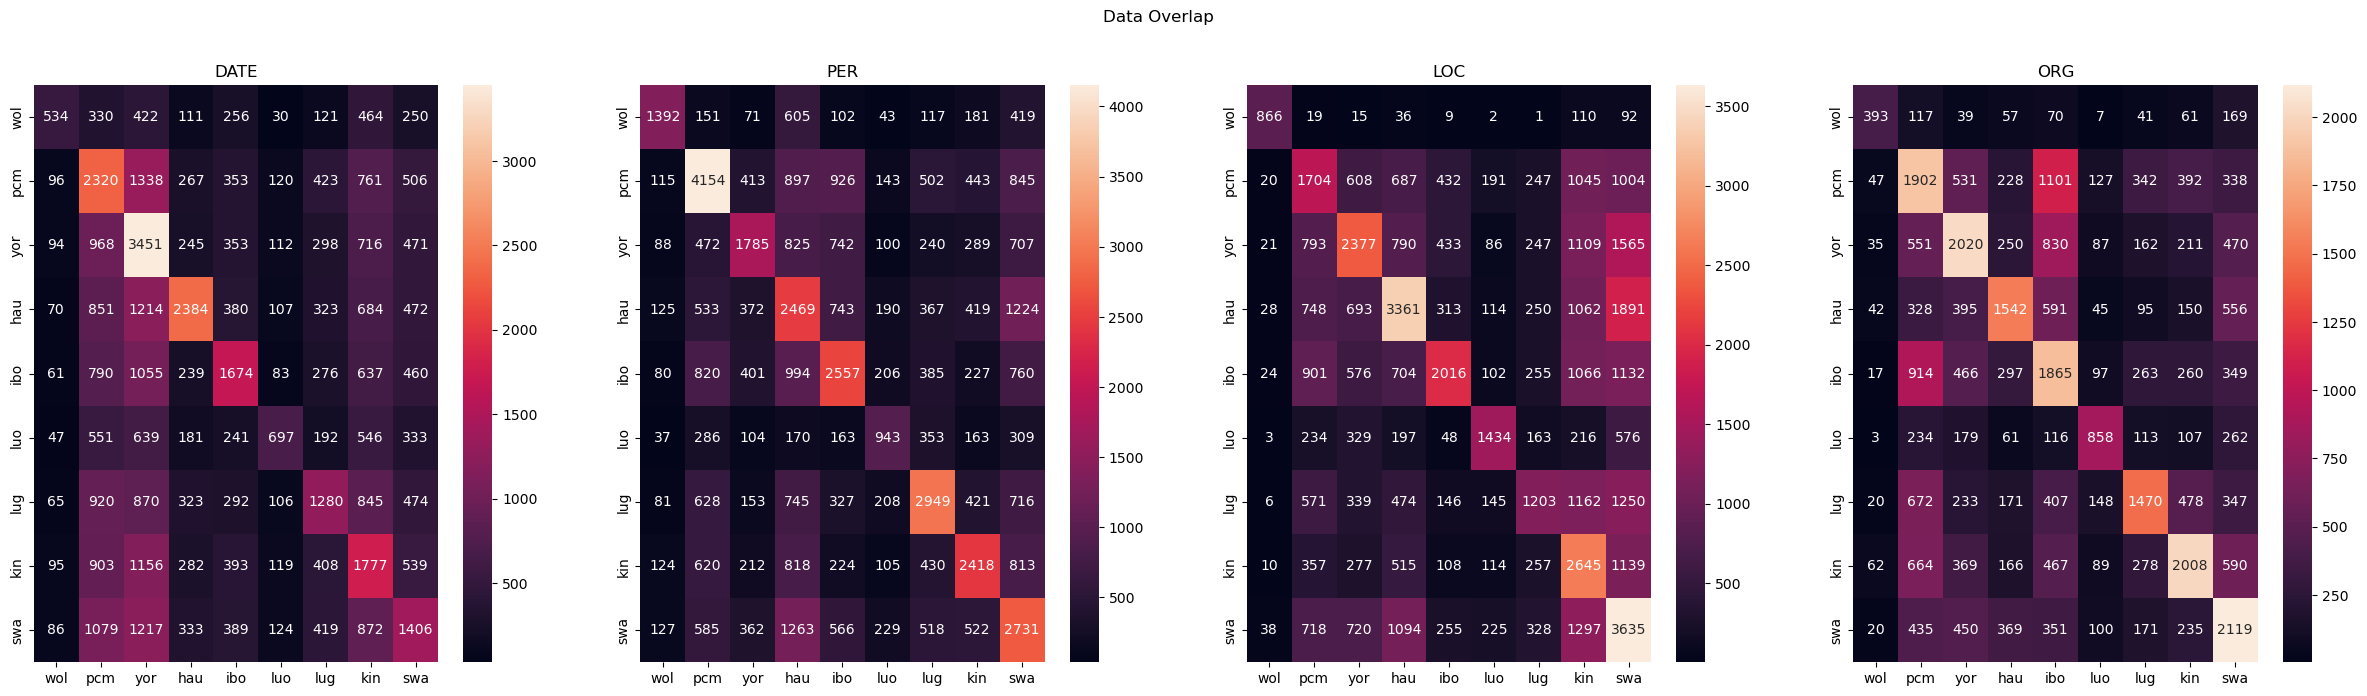 Data Overlap
DATE
wol 534 330 422 111 256 30 121 464 250
pcm 96 2320 1338 267 353 120 423 761 506
yor 94 968 3451 245 353 112 298 716 471
hau 70 851 1214 2384 380 107 323 684 472
ibo 61 790 1055 239 1674 83 276 637 460
luo 47 551 639 181 241 697 192 546 333
lug 65 920 870 323 292 106 1280 845 474
kin 95 903 1156 282 393 119 408 1777 539
swa 86 1079 1217 333 389 124 419 872 1406
wol pcm yor hau ibo luo lug kin swa
3000
2500
2000
1500
1000
500
PER
wol 1392 151 71 605 102 43 117 181 419
pcm 115 4154 413 897 926 143 502 443 845
yor 88 472 1785 825 742 100 240 289 707
hau 125 533 372 2469 743 190 367 419 1224
ibo 80 820 401 994 2557 206 385 227 760
luo 37 286 104 170 163 943 353 163 309
lug 81 628 153 745 327 208 2949 421 716
kin 124 620 212 818 224 105 430 2418 813
swa 127 585 362 1263 566 229 518 522 2731
wol pcm yor hau ibo luo lug kin swa
4000
3500
3000
2500
2000
1500
1000
500
LOC
wol 866 19 15 36 9 2 1 110 92
pcm 20 1704 608 687 432 191 247 1045 1004
yor 21 793 2377 790 433 86 247 1109 1565
hau 28 748 693 3361 313 114 250 1062 1891
ibo 24 901 576 704 2016 102 255 1066 1132
luo 3 234 329 197 48 1434 163 216 576
lug 6 571 339 474 146 145 1203 1162 1250
kin 10 357 277 515 108 114 257 2645 1139
swa 38 718 720 1094 255 225 328 1297 3635
wol pcm yor hau ibo luo lug kin swa
3500
3000
2500
2000
1500
1000
500
ORG
wol 393 117 39 57 70 7 41 61 169
pcm 47 1902 531 228 1101 127 342 392 338
yor 35 551 2020 250 830 87 162 211 470
hau 42 328 395 1542 591 45 95 150 556
ibo 17 914 466 297 1865 97 263 260 349
luo 3 234 179 61 116 858 113 107 262
lug 20 672 233 171 407 148 1470 478 347
kin 62 664 369 166 467 89 278 2008 590
swa 20 435 450 369 351 100 171 235 2119
wol pcm yor hau ibo luo lug kin swa
2000
1750
1500
1250
1000
750
500
250